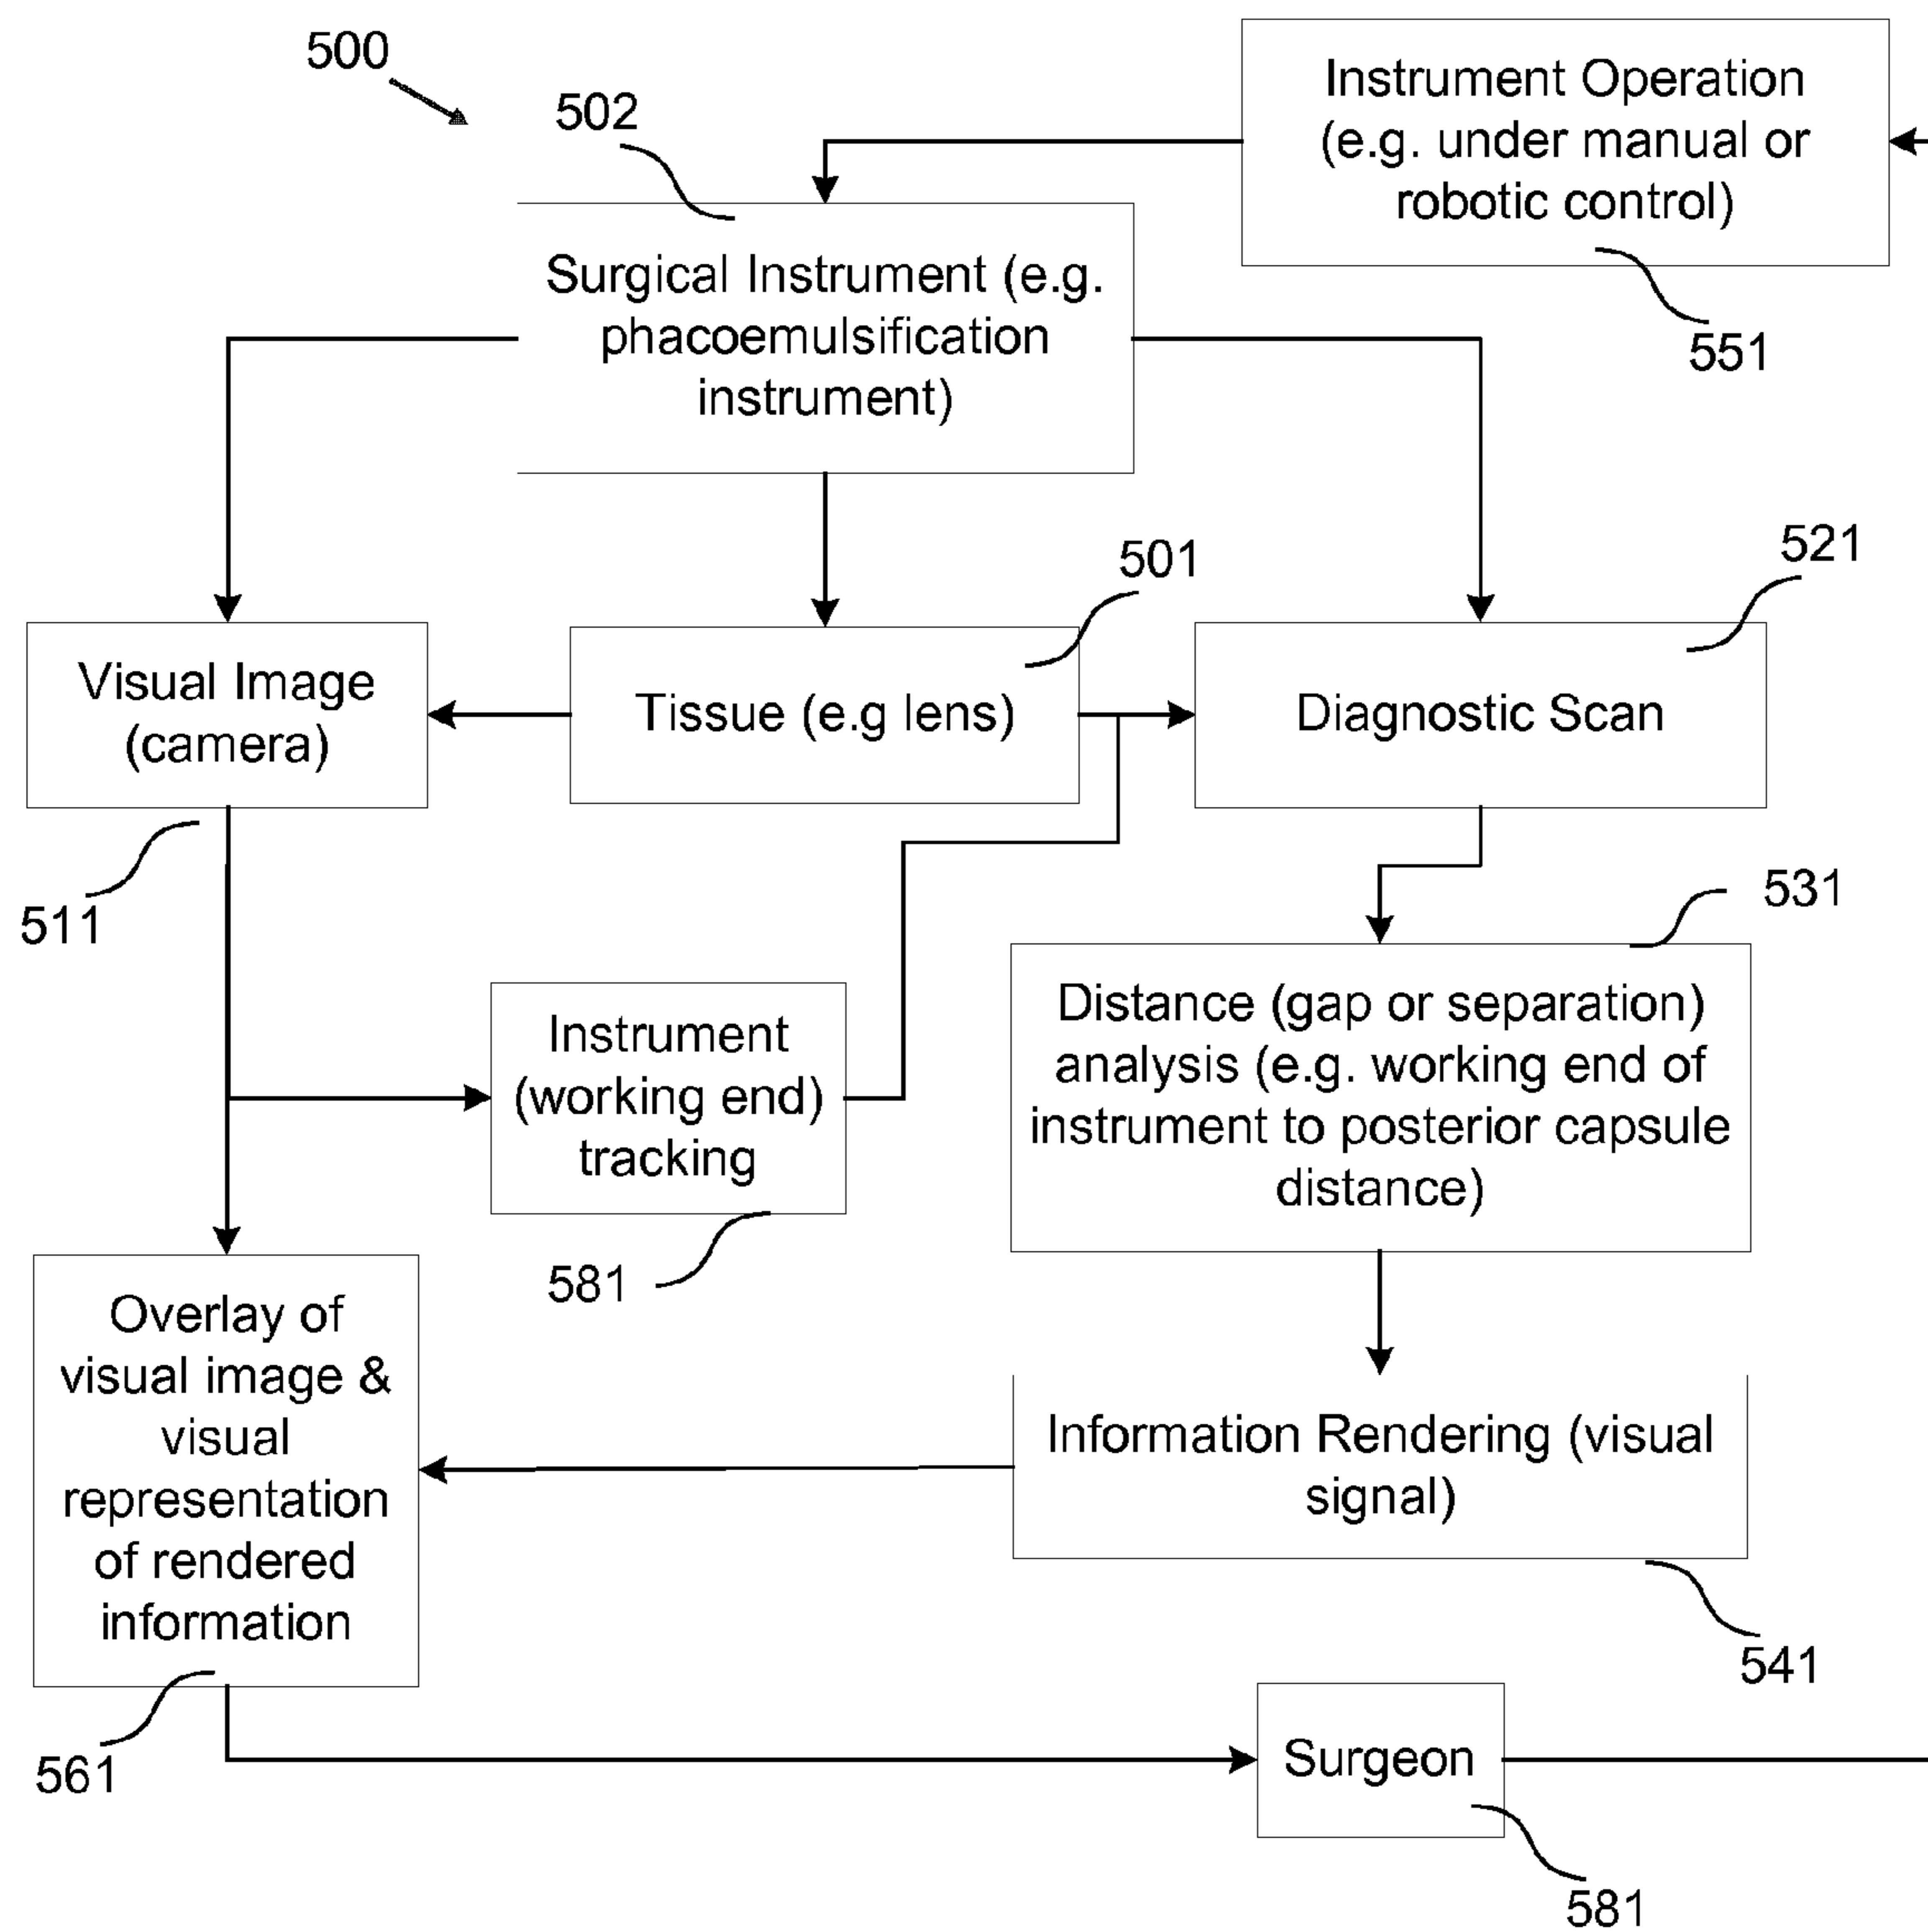 500
502
Instrument Operation
(e.g. under manual or
robotic control)
551
Surgical Instrument (e.g.
phacoemulsification
instrument)
501
521
Visual Image
(camera)
Tissue (e.g lens)
Diagnostic Scan
511
531
Instrument
(working end)
tracking
581
Distance (gap or separation)
analysis (e.g. working end of
instrument to posterior capsule
distance)
Overlay of
visual image &
visual
representation
of rendered
information
561
Information Rendering (visual
signal)
541
Surgeon
581